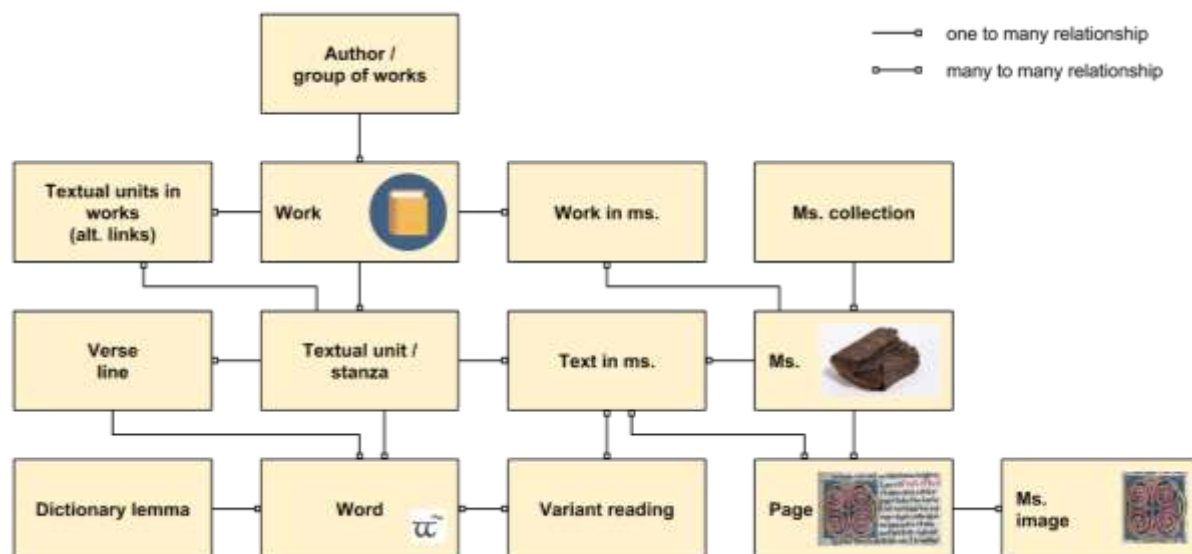 Author /
group of works
one to many relationship
many to many relationship
Textual units in
works
(alt. links)
Work
Work in ms.
Ms. collection
Verse
line
Textual unit /
stanza
Text in ms.
Ms.
Dictionary lemma
Word
Variant reading
Page
Ms.
image